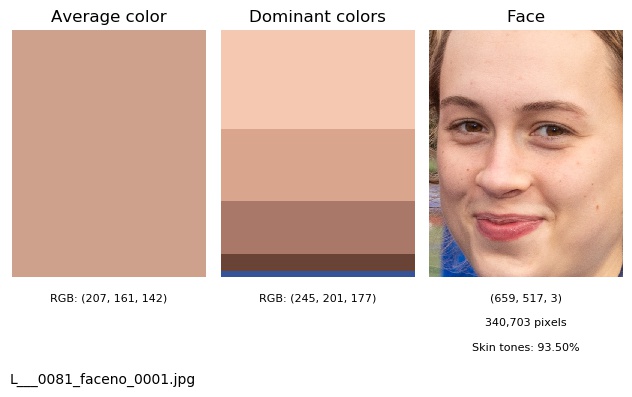 Average color
Dominant colors
Face
RGB: (207, 161, 142)
RGB: (245, 201, 177)
(659, 517, 3)
340,703 pixels
Skin tones: 93.50%
L___0081_faceno_0001.jpg